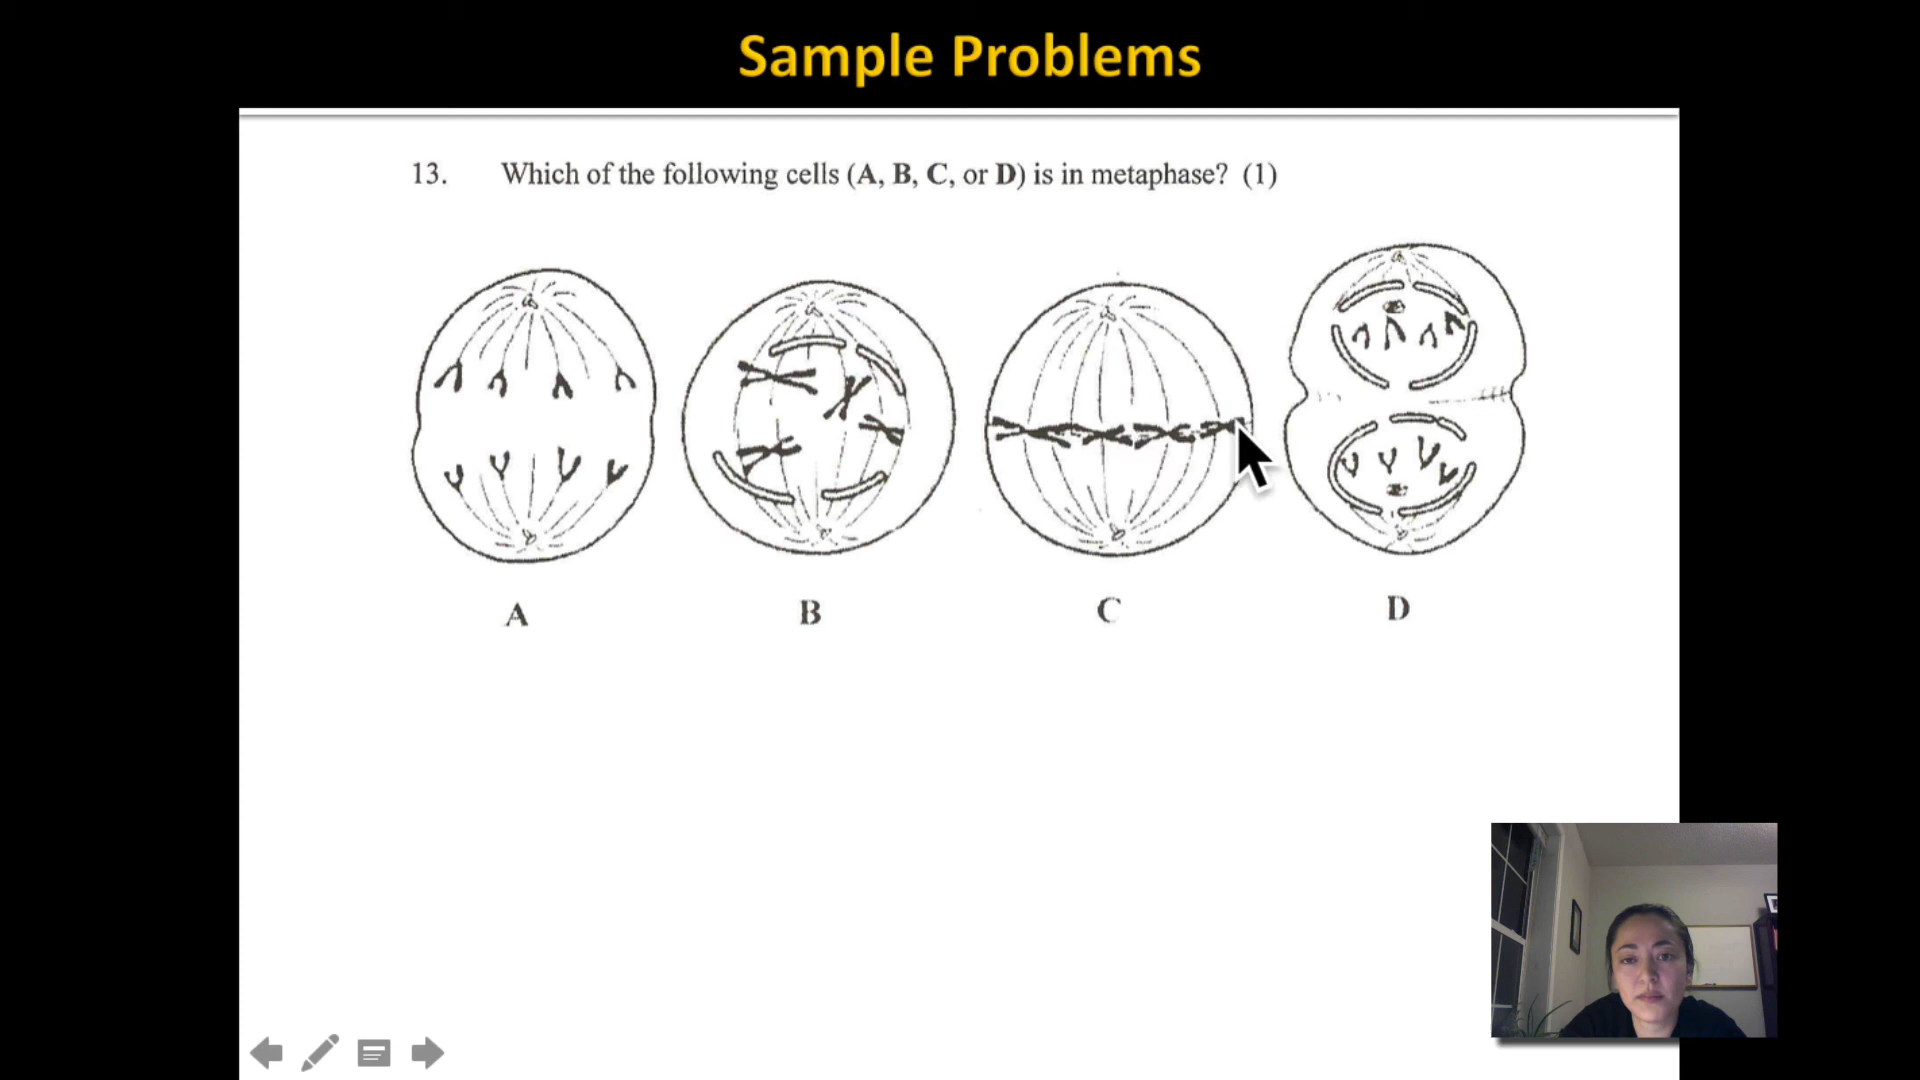 Sample Problems
13. Which of the following cells (A, B, C, or D) is in metaphase? (1)
A B C D